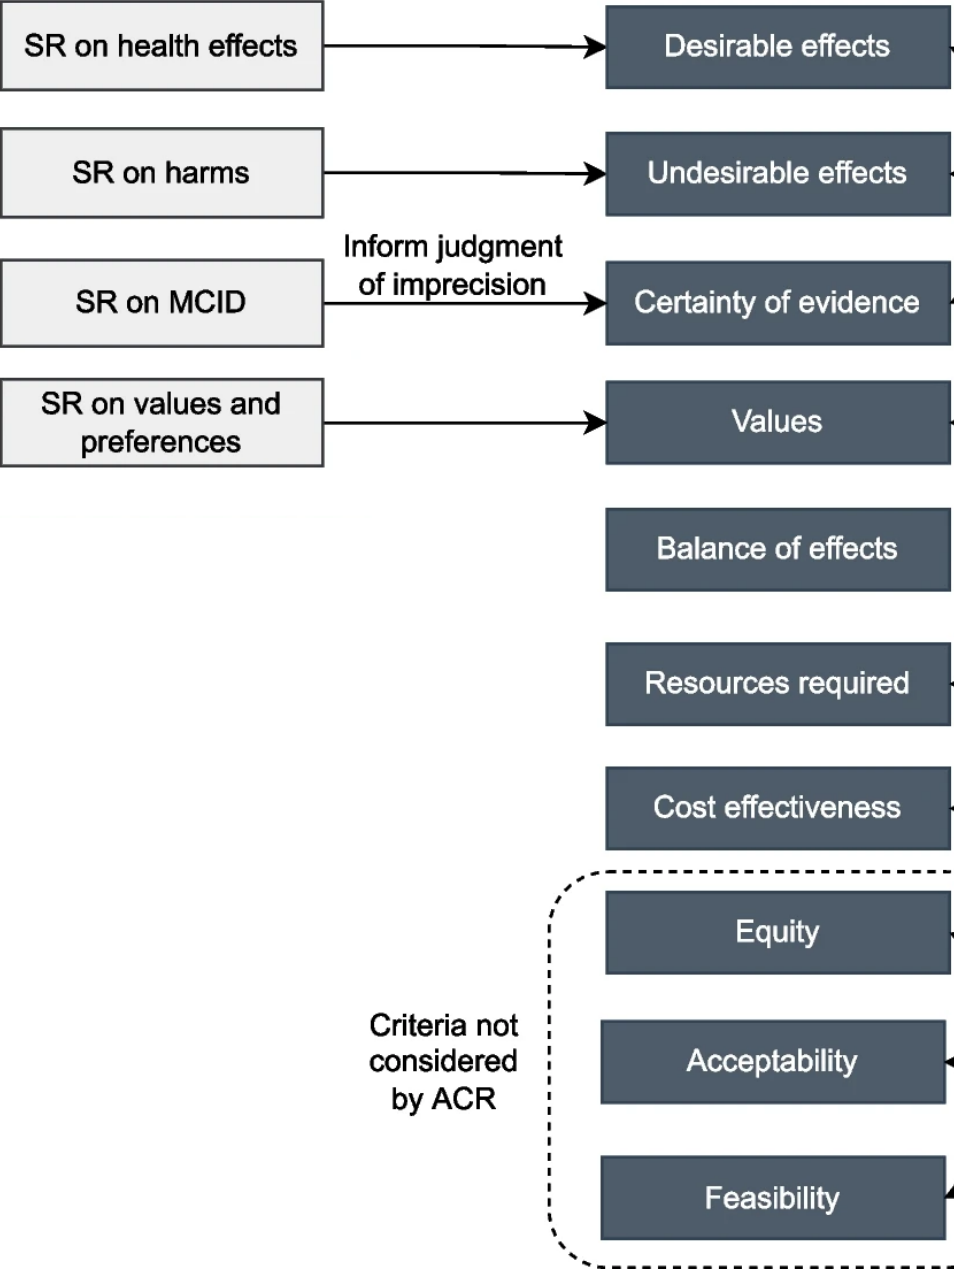 SR on health effects
Desirable effects
SR on harms
Undesirable effects
Inform judgment
of imprecision
SR on MCID
Certainty of evidence
SR on values and
preferences
Values
Balance of effects
Resources required
Cost effectiveness
Equity
Criteria not
considered
by ACR
Acceptability
Feasibility